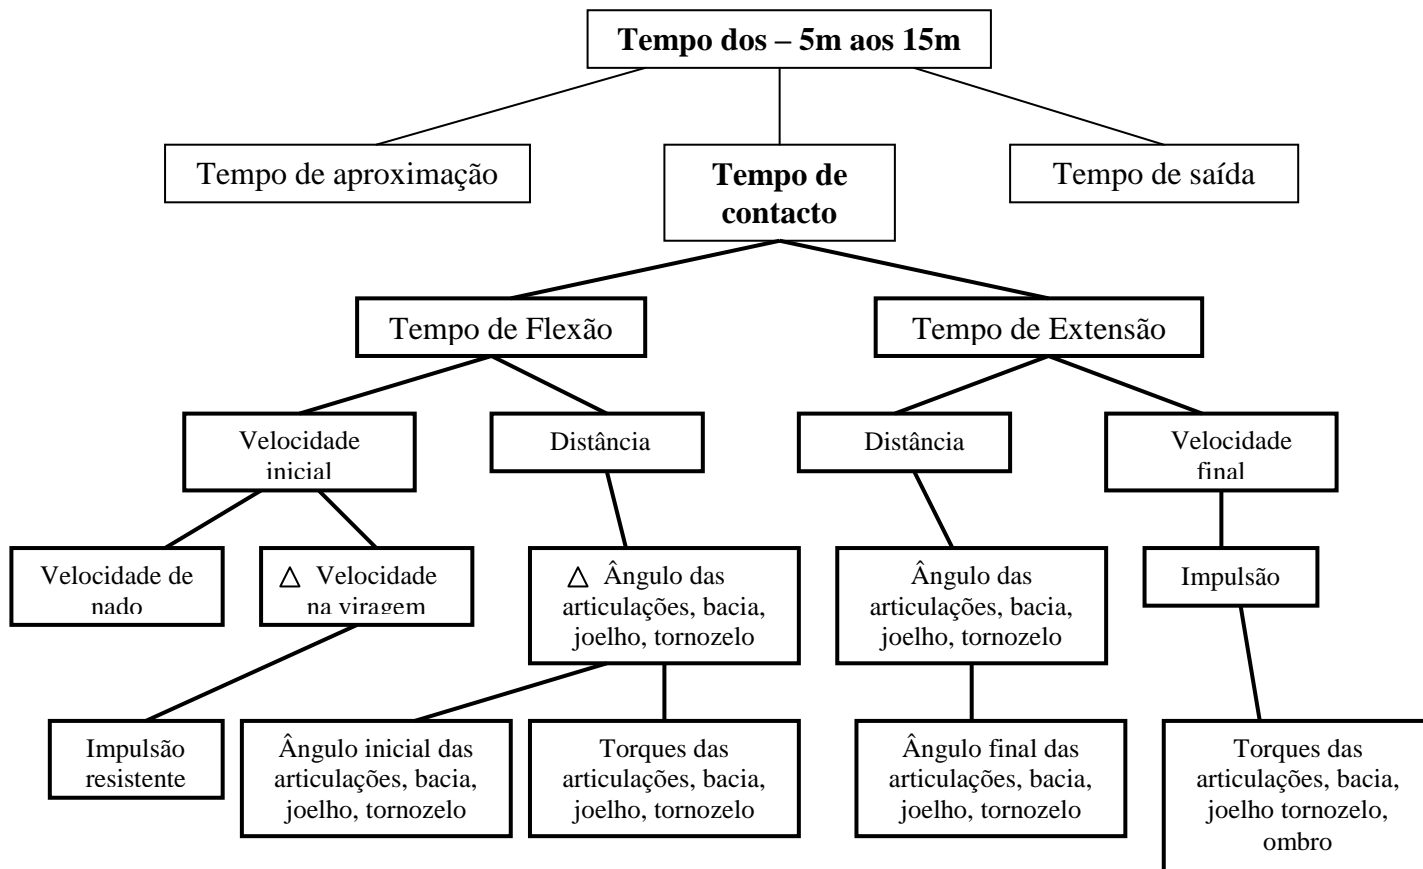 Tempo dos – 5m aos 15m
Tempo de aproximação
Tempo de
contacto
Tempo de saída
Tempo de Flexão
Tempo de Extensão
Velocidade
inicial
Distância
Distância
Velocidade
final
Velocidade de
nado
△ Velocidade
na viragem
△ Ângulo das
articulações, bacia,
joelho, tornozelo
Ângulo das
articulações, bacia,
joelho, tornozelo
Impulsão
Impulsão
resistente
Ângulo inicial das
articulações, bacia,
joelho, tornozelo
Torques das
articulações, bacia,
joelho, tornozelo
Ângulo final das
articulações, bacia,
joelho, tornozelo
Torques das
articulações, bacia,
joelho tornozelo,
ombro